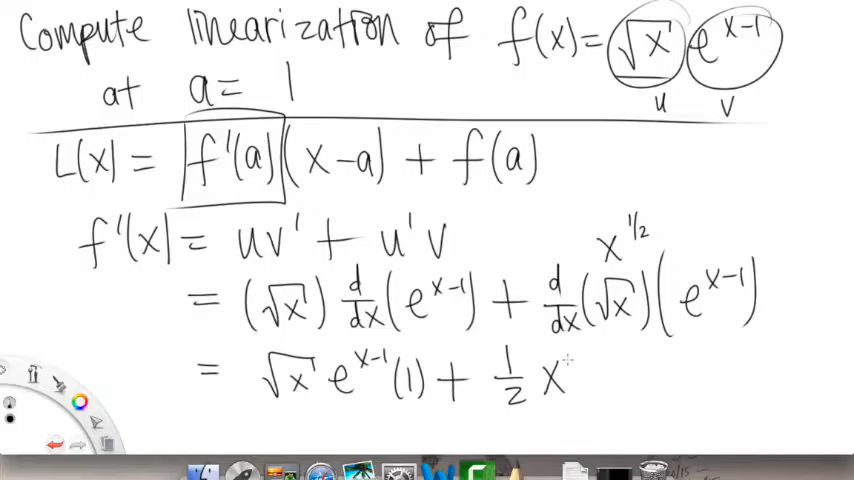 Compute linearization of f(x)= √x e^{x-1}
at a= 1
u v
L(x)= f'(a)(x-a) + f(a)
f'(x)= uv' + u'v
x^{1/2}
= (√x) d/dx (e^{x-1}) + d/dx (√x)(e^{x-1})
= √x e^{x-1}(1) + 1/2 x